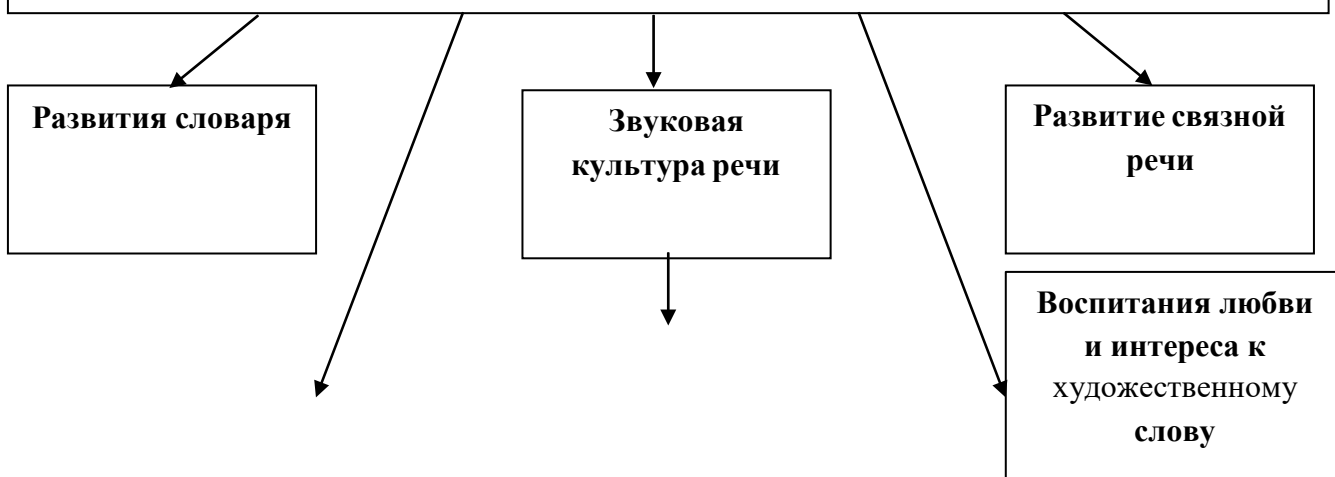 Развития словаря
Звуковая
культура речи
Развитие связной
речи
Воспитания любви
и интереса к
художественному
слову